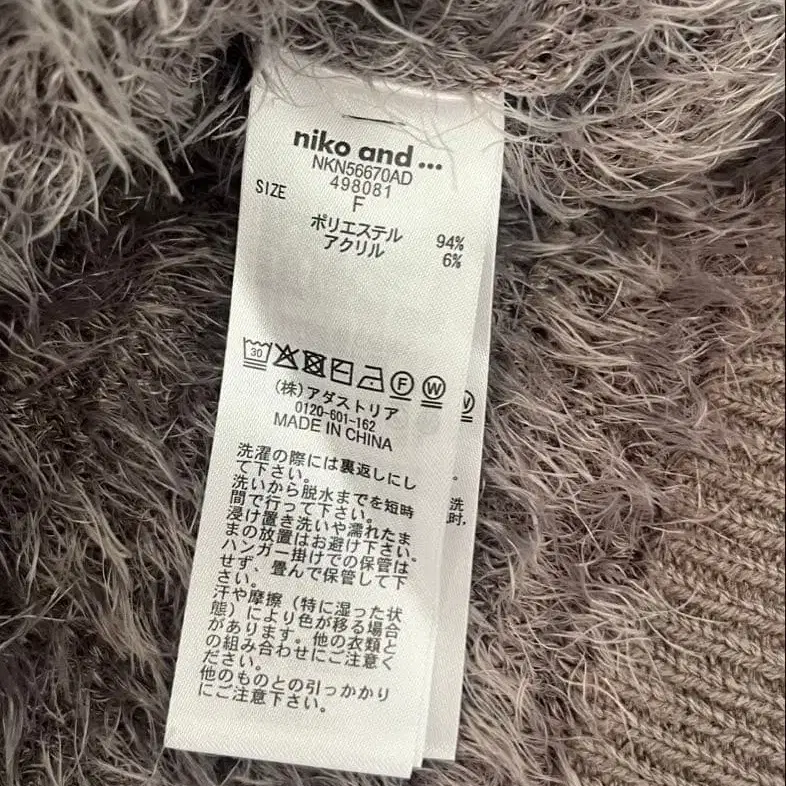 niko and ...
NKN56670AD
498081
SIZE F
ポリエステル 94%
アクリル 6%
30 F W
(株)アダストリア
0120-601-162
MADE IN CHINA
洗濯の際には裏返しにし
て下さい。
洗いから脱水までを短時
間で行って下さい。
浸け置き洗いや濡れたま
まの放置はお避け下さい。
ハンガー掛けでの保管は
せず、畳んで保管して下
さい。
汗や摩擦（特に湿った状
態）により色が移る場合
があります。他の衣類と
の組み合わせにご注意く
ださい。
他のものとの引っかかり
にご注意下さい。
W
洗
时,